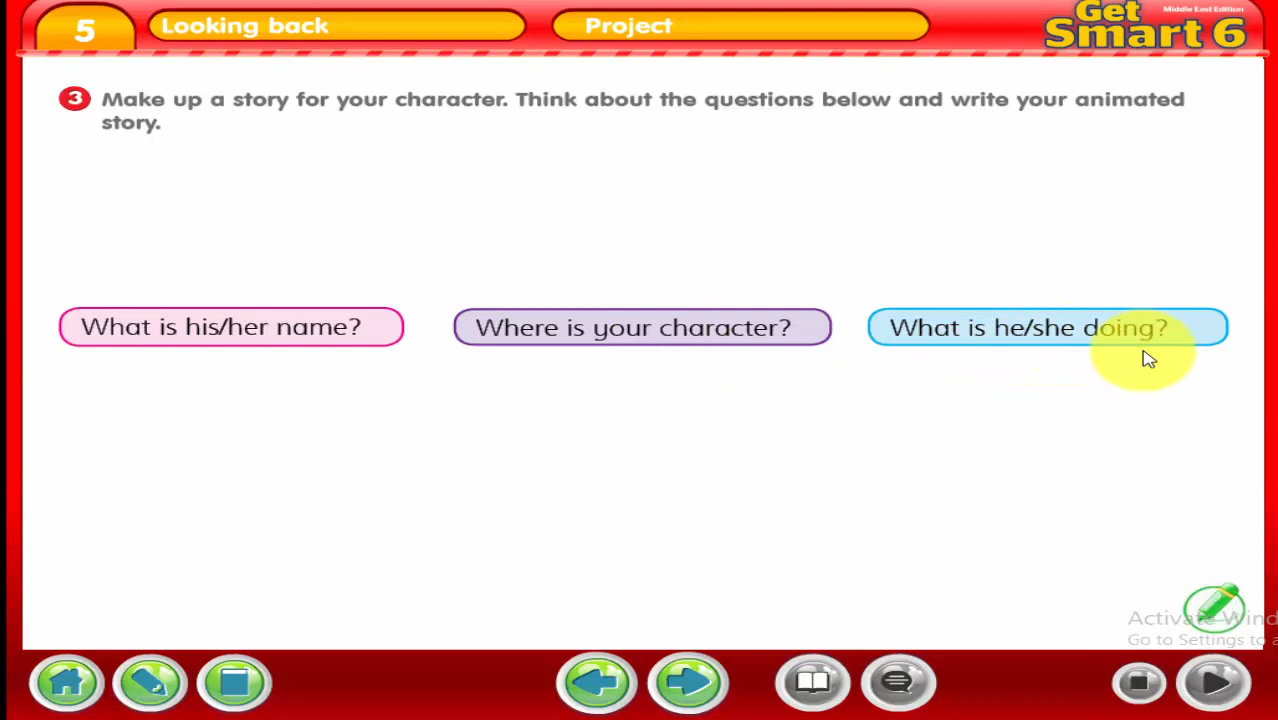 5
Looking back
Project
Middle East Edition
Get
Smart 6
3 Make up a story for your character. Think about the questions below and write your animated
story.
What is his/her name?
Where is your character?
What is he/she doing?
Activate Wind
Go to Settings to a